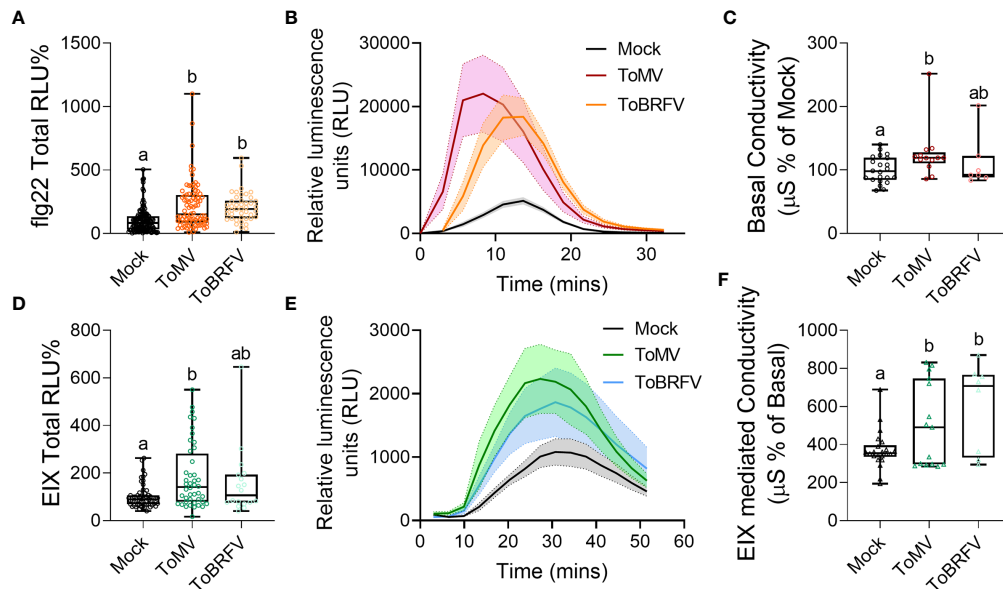 A
flg22 Total RLU%
1500
1000
500
0
a
b
b
Mock
ToMV
ToBRFV
B
Relative luminescence
units (RLU)
30000
20000
10000
0
0
10
20
30
Time (mins)
Mock
ToMV
ToBRFV
C
Basal Conductivity
(µS % of Mock)
300
200
100
0
a
b
ab
Mock
ToMV
ToBRFV
D
EIX Total RLU%
800
600
400
200
0
a
b
ab
Mock
ToMV
ToBRFV
E
Relative luminescence
units (RLU)
3000
2000
1000
0
0
10
20
30
40
50
60
Time (mins)
Mock
ToMV
ToBRFV
F
EIX mediated Conductivity
(µS % of Basal)
1000
800
600
400
200
0
a
b
b
Mock
ToMV
ToBRFV